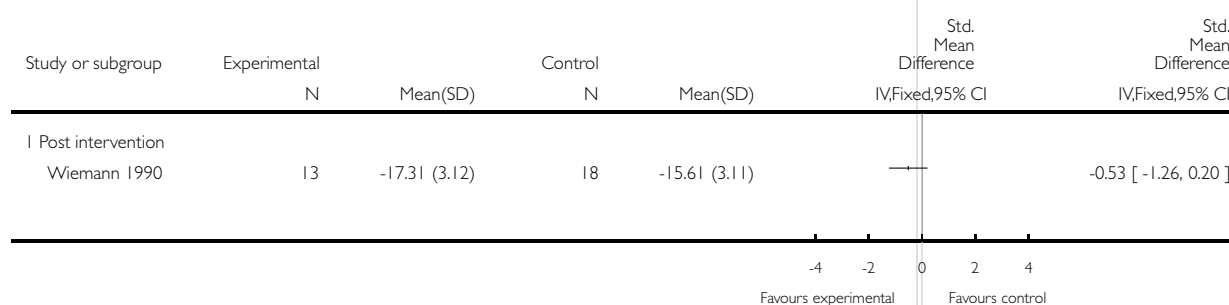 Std.
Mean
Difference
Std.
Mean
Difference
Study or subgroup Experimental Control
N Mean(SD) N Mean(SD) IV,Fixed,95% CI IV,Fixed,95% CI
1 Post intervention
Wiemann 1990 13 -17.31 (3.12) 18 -15.61 (3.11) -0.53 [ -1.26, 0.20 ]
-4 -2 0 2 4
Favours experimental Favours control